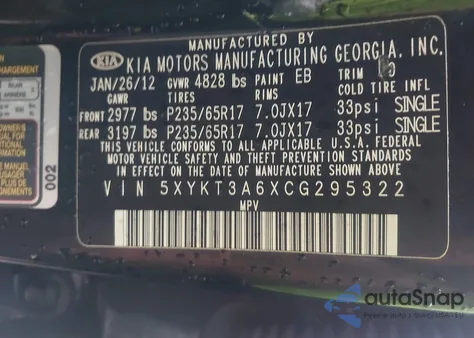 MANUFACTURED BY
KIA KIA MOTORS MANUFACTURING GEORGIA, INC.
JAN/26/12 GVWR 4828 lbs PAINT EB TRIM
GAWR TIRES RIMS COLD TIRE INFL
FRONT 2977 lbs P235/65R17 7.0JX17 33psi SINGLE
REAR 3197 lbs P235/65R17 7.0JX17 33psi SINGLE
THIS VEHICLE CONFORMS TO ALL APPLICABLE U.S.A. FEDERAL
MOTOR VEHICLE SAFETY AND THEFT PREVENTION STANDARDS
IN EFFECT ON THE DATE OF MANUFACTURE SHOWN ABOVE
VIN 5XYKT3A6XCG295322
MPV
002
autoSnap